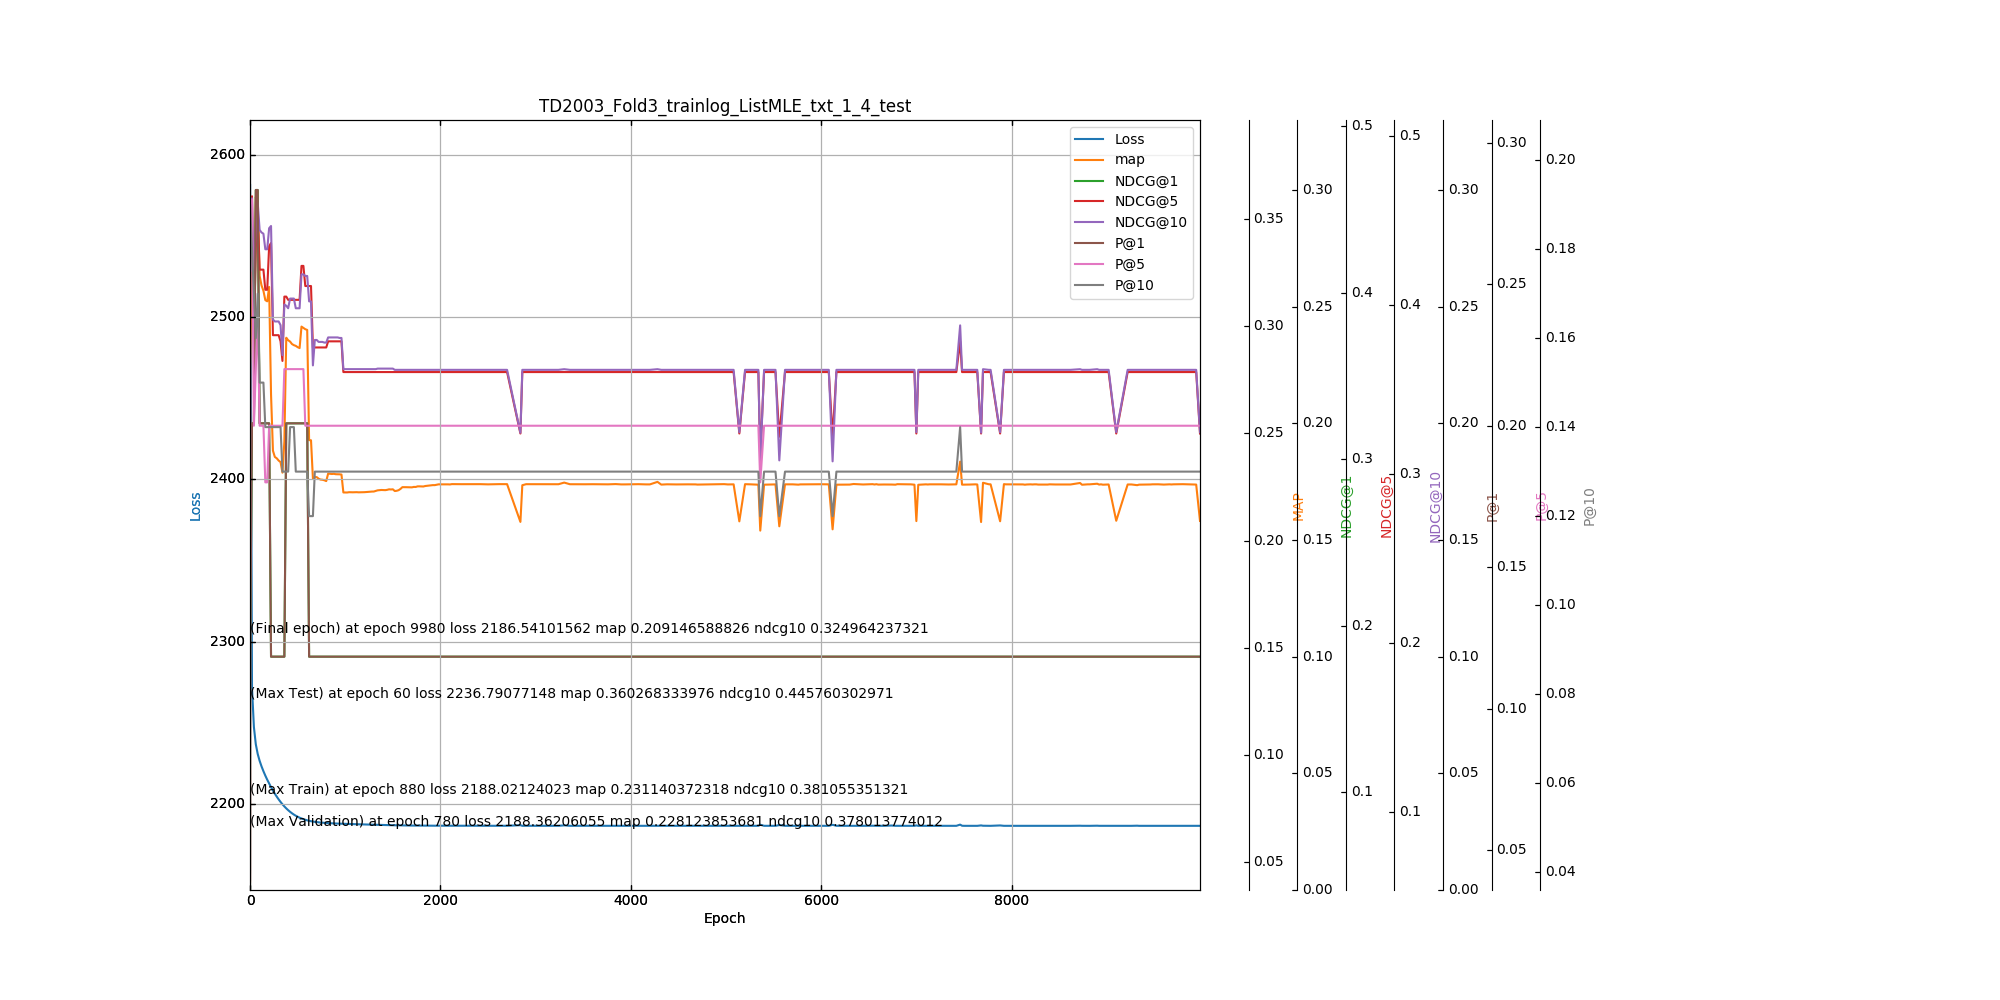 TD2003_Fold3_trainlog_ListMLE_txt_1_4_test
Loss
map
NDCG@1
NDCG@5
NDCG@10
P@1
P@5
P@10
2600
2500
2400
2300
2200
Loss
(Final epoch) at epoch 9980 loss 2186.54101562 map 0.209146588826 ndcg10 0.324964237321
(Max Test) at epoch 60 loss 2236.79077148 map 0.360268333976 ndcg10 0.445760302971
(Max Train) at epoch 880 loss 2188.02124023 map 0.231140372318 ndcg10 0.381055351321
(Max Validation) at epoch 780 loss 2188.36206055 map 0.228123853681 ndcg10 0.378013774012
0 2000 4000 6000 8000
Epoch
0.35
0.30
0.25
0.20
0.15
0.10
0.05
MAP
0.30
0.25
0.20
0.15
0.10
0.05
0.00
NDCG@1
0.5
0.4
0.3
0.2
0.1
NDCG@5
0.5
0.4
0.3
0.2
0.1
NDCG@10
0.30
0.25
0.20
0.15
0.10
0.05
0.00
P@1
0.30
0.25
0.20
0.15
0.10
0.05
P@5
0.20
0.18
0.16
0.14
0.12
0.10
0.08
0.06
0.04
P@10